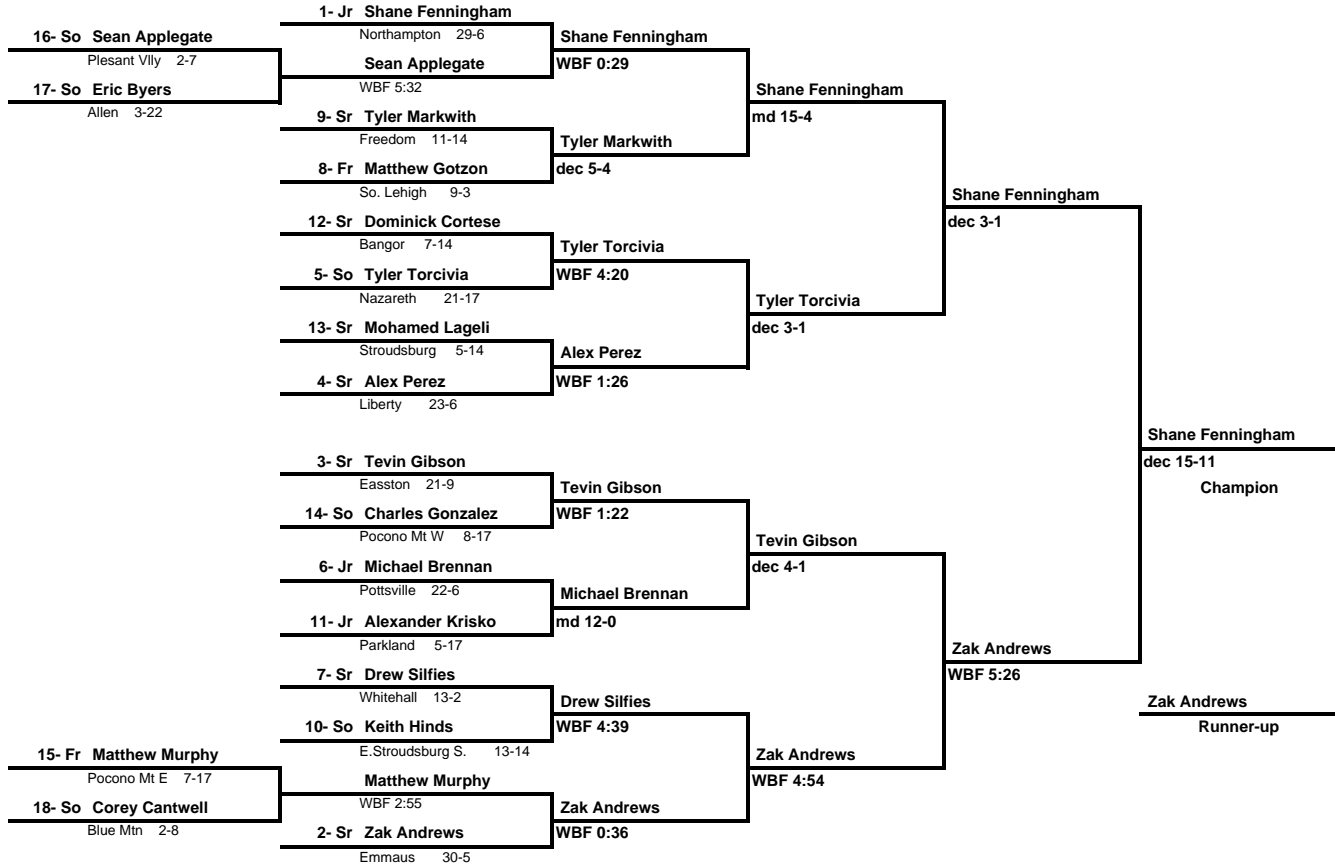 1- Jr Shane Fenningham
Northampton 29-6
16- So Sean Applegate
Plesant Vlly 2-7
17- So Eric Byers
Allen 3-22
Sean Applegate
WBF 5:32
9- Sr Tyler Markwith
Freedom 11-14
8- Fr Matthew Gotzon
So. Lehigh 9-3
12- Sr Dominick Cortese
Bangor 7-14
5- So Tyler Torcivia
Nazareth 21-17
13- Sr Mohamed Lageli
Stroudsburg 5-14
4- Sr Alex Perez
Liberty 23-6
3- Sr Tevin Gibson
Easston 21-9
14- So Charles Gonzalez
Pocono Mt W 8-17
6- Jr Michael Brennan
Pottsville 22-6
11- Jr Alexander Krisko
Parkland 5-17
7- Sr Drew Silfies
Whitehall 13-2
10- So Keith Hinds
E.Stroudsburg S. 13-14
15- Fr Matthew Murphy
Pocono Mt E 7-17
18- So Corey Cantwell
Blue Mtn 2-8
Matthew Murphy
WBF 2:55
2- Sr Zak Andrews
Emmaus 30-5
Shane Fenningham
WBF 0:29
Tyler Markwith
dec 5-4
Tyler Torcivia
WBF 4:20
Alex Perez
WBF 1:26
Tevin Gibson
WBF 1:22
Michael Brennan
md 12-0
Drew Silfies
WBF 4:39
Zak Andrews
WBF 0:36
Shane Fenningham
md 15-4
Tyler Torcivia
dec 3-1
Tevin Gibson
dec 4-1
Zak Andrews
WBF 4:54
Shane Fenningham
dec 3-1
Zak Andrews
WBF 5:26
Shane Fenningham
dec 15-11
Champion
Zak Andrews
Runner-up